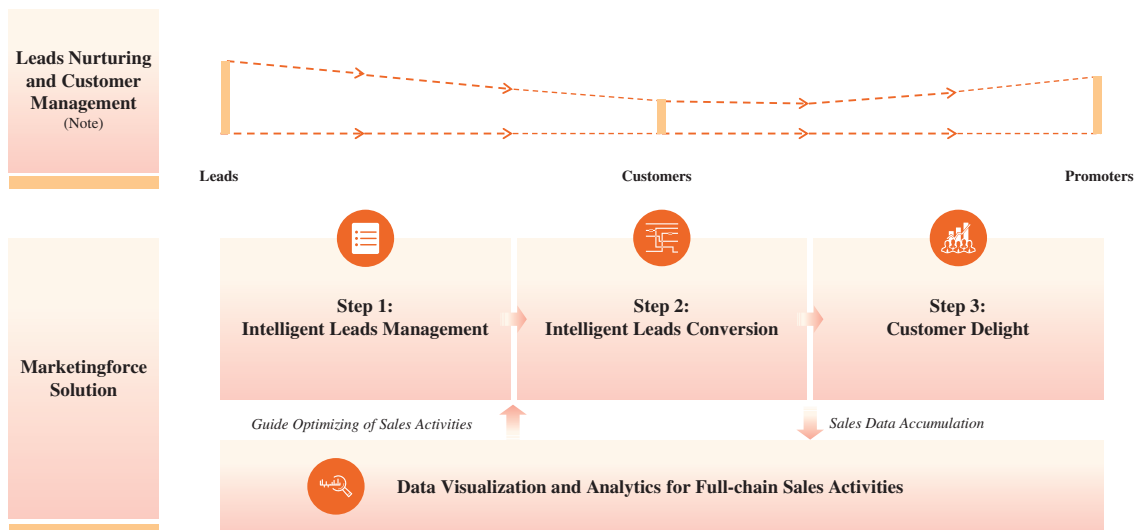 Leads Nurturing
and Customer
Management
(Note)
Leads
Customers
Promoters
Marketingforce
Solution
Step 1:
Intelligent Leads Management
Step 2:
Intelligent Leads Conversion
Step 3:
Customer Delight
Guide Optimizing of Sales Activities
Sales Data Accumulation
Data Visualization and Analytics for Full-chain Sales Activities